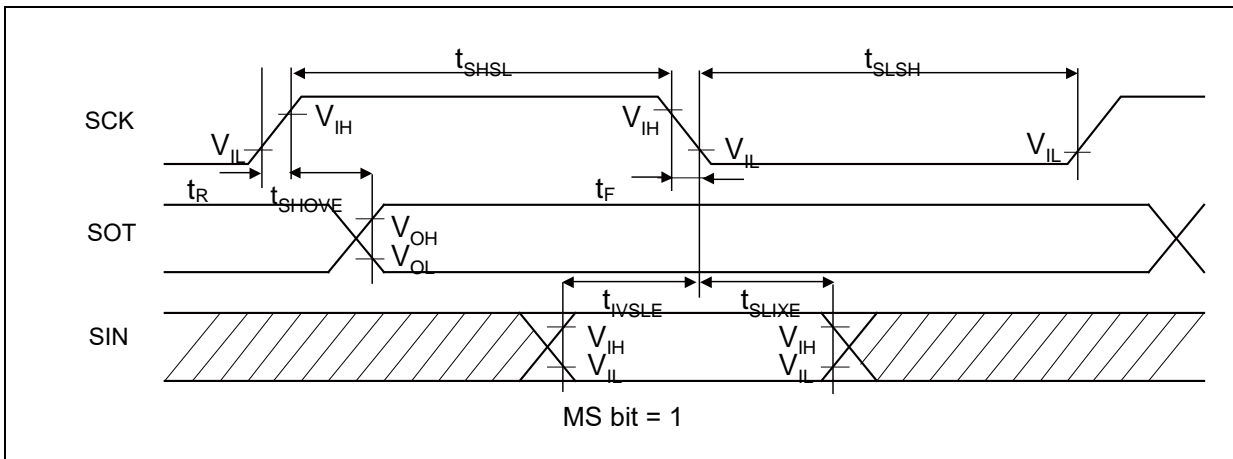 tSHSL
tSLSH
SCK
VIH
VIH
VIL
VIL
VIL
tR
tSHOVE
tF
SOT
VOH
VOL
tIVSLE
tSLIXE
SIN
VIH
VIH
VIL
VIL
MS bit = 1